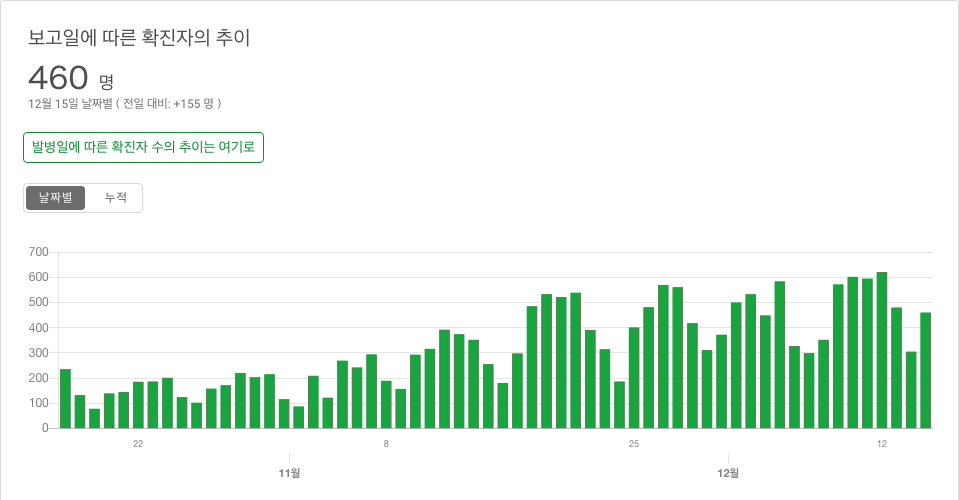 보고일에 따른 확진자의 추이
460 명
12월 15일 날짜별 ( 전일 대비: +155 명 )
발병일에 따른 확진자 수의 추이는 여기로
날짜별 누적
700
600
500
400
300
200
100
0
22 8 25 12
11월 12월